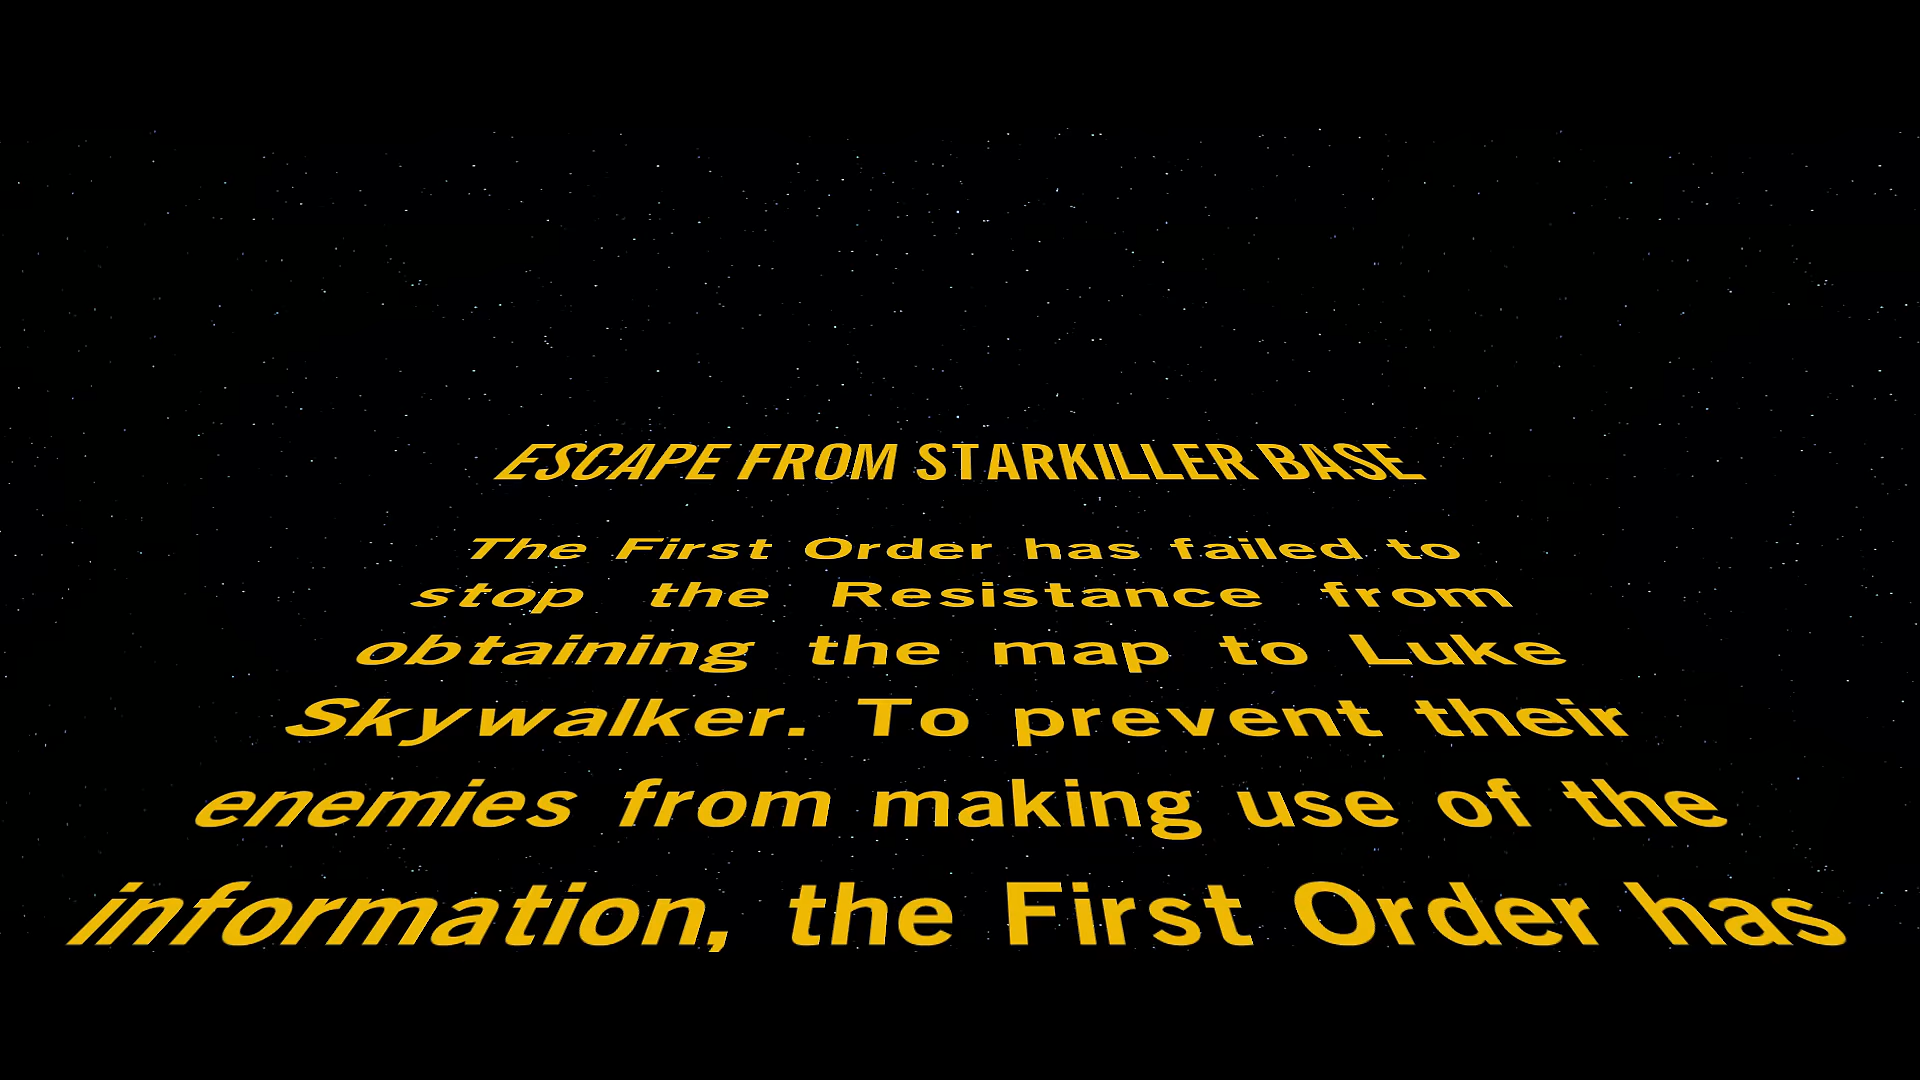 ESCAPE FROM STARKILLER BASE
The First Order has failed to
stop the Resistance from
obtaining the map to Luke
Skywalker. To prevent their
enemies from making use of the
information, the First Order has